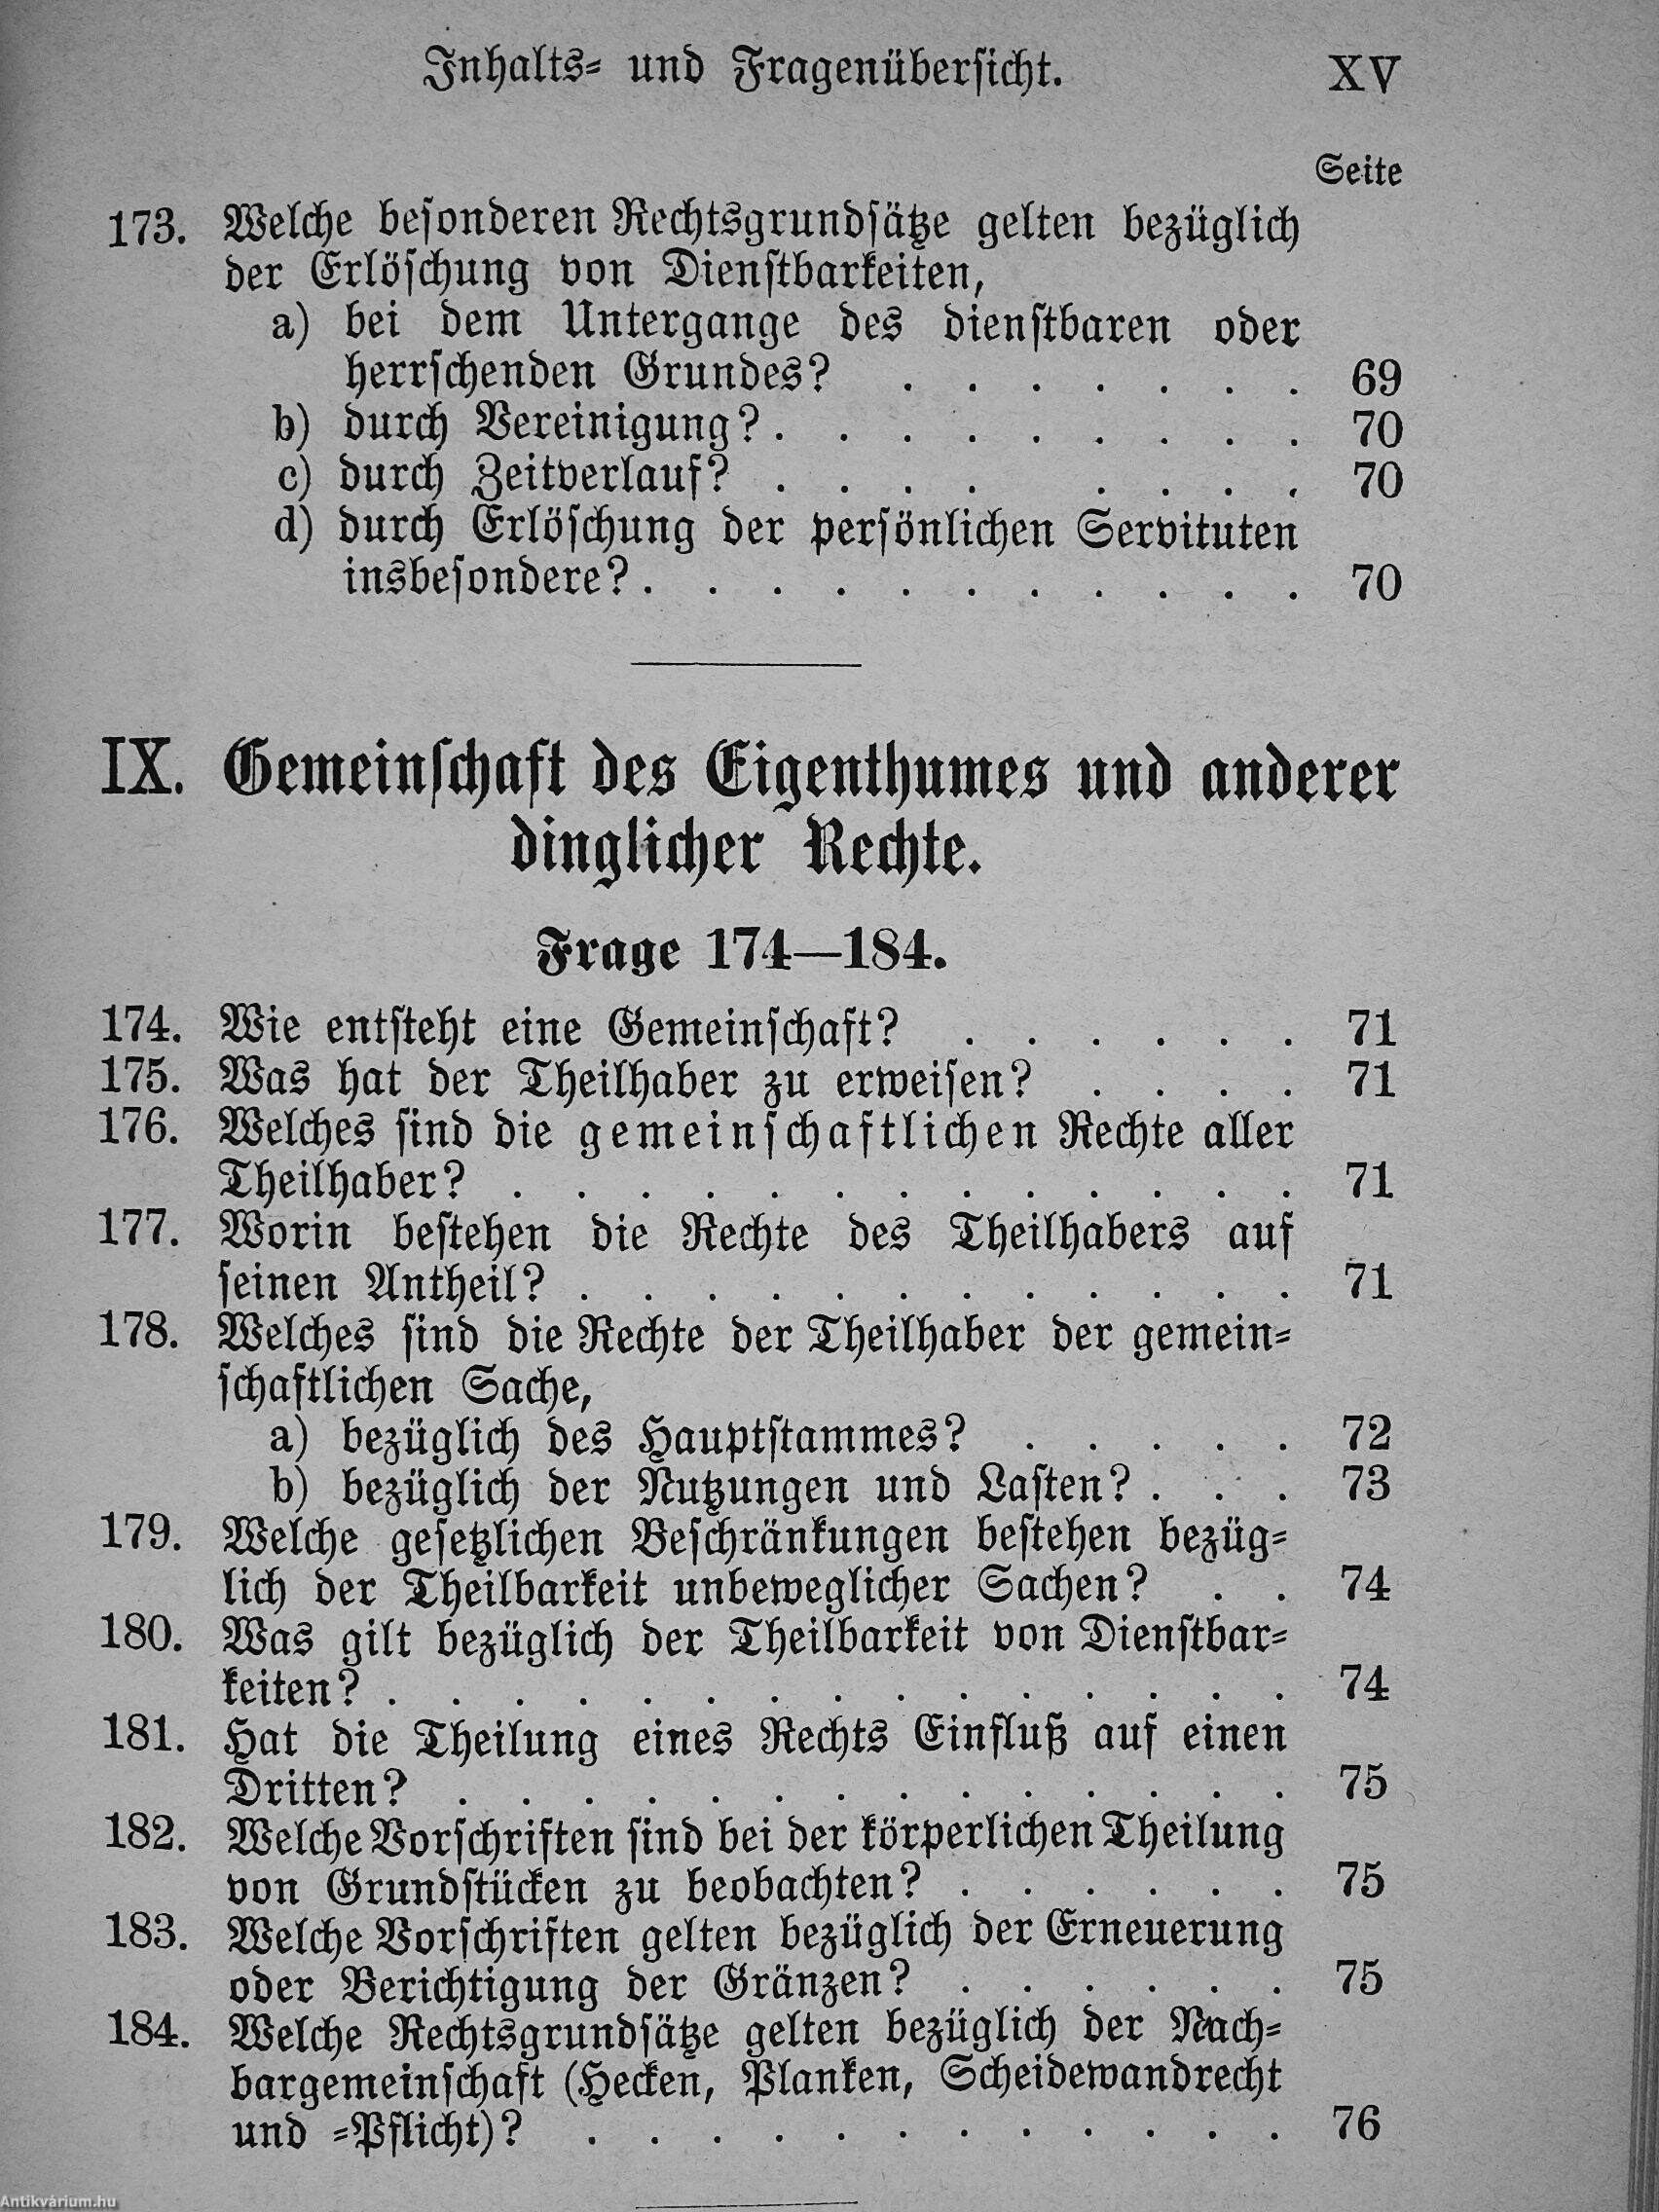 Inhalts- und Fragenübersicht. XV
Seite
173. Welche besonderen Rechtsgrundsätze gelten bezüglich
der Erlöschung von Dienstbarkeiten,
a) bei dem Untergange des dienstbaren oder
herrschenden Grundes? . . . . . . . 69
b) durch Vereinigung? . . . . . . . . . 70
c) durch Zeitverlauf? . . . . . . . . 70
d) durch Erlöschung der persönlichen Servituten
insbesondere? . . . . . . . . . . . 70
IX. Gemeinschaft des Eigenthumes und anderer
dinglicher Rechte.
Frage 174—184.
174. Wie entsteht eine Gemeinschaft? . . . . . . 71
175. Was hat der Theilhaber zu erweisen? . . . . 71
176. Welches sind die gemeinschaftlichen Rechte aller
Theilhaber? . . . . . . . . . . . . . 71
177. Worin bestehen die Rechte des Theilhabers auf
seinen Antheil? . . . . . . . . . . . . 71
178. Welches sind die Rechte der Theilhaber der gemein-
schaftlichen Sache,
a) bezüglich des Hauptstammes? . . . . . 72
b) bezüglich der Nutzungen und Lasten? . . . 73
179. Welche gesetzlichen Beschränkungen bestehen bezüg-
lich der Theilbarkeit unbeweglicher Sachen? . . 74
180. Was gilt bezüglich der Theilbarkeit von Dienstbar-
keiten? . . . . . . . . . . . . . . . 74
181. Hat die Theilung eines Rechts Einfluß auf einen
Dritten? . . . . . . . . . . . . . . 75
182. Welche Vorschriften sind bei der körperlichen Theilung
von Grundstücken zu beobachten? . . . . . . 75
183. Welche Vorschriften gelten bezüglich der Erneuerung
oder Berichtigung der Gränzen? . . . . . . 75
184. Welche Rechtsgrundsätze gelten bezüglich der Nach-
bargemeinschaft (Hecken, Planken, Scheidewandrecht
und -Pflicht)? . . . . . . . . . . . . 76
Antikvárium.hu